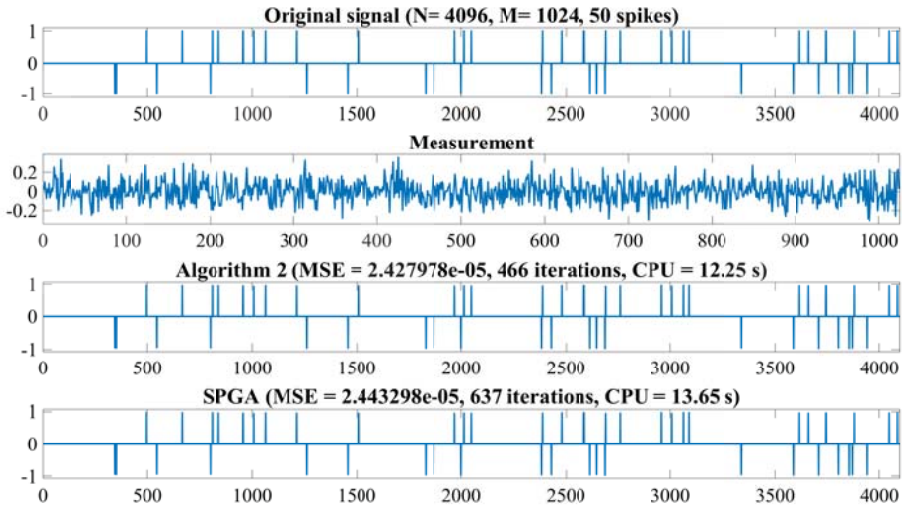 Original signal (N= 4096, M= 1024, 50 spikes)
1
0
-1
0 500 1000 1500 2000 2500 3000 3500 4000
Measurement
0.2
0
-0.2
0 100 200 300 400 500 600 700 800 900 1000
Algorithm 2 (MSE = 2.427978e-05, 466 iterations, CPU = 12.25 s)
1
0
-1
0 500 1000 1500 2000 2500 3000 3500 4000
SPGA (MSE = 2.443298e-05, 637 iterations, CPU = 13.65 s)
1
0
-1
0 500 1000 1500 2000 2500 3000 3500 4000